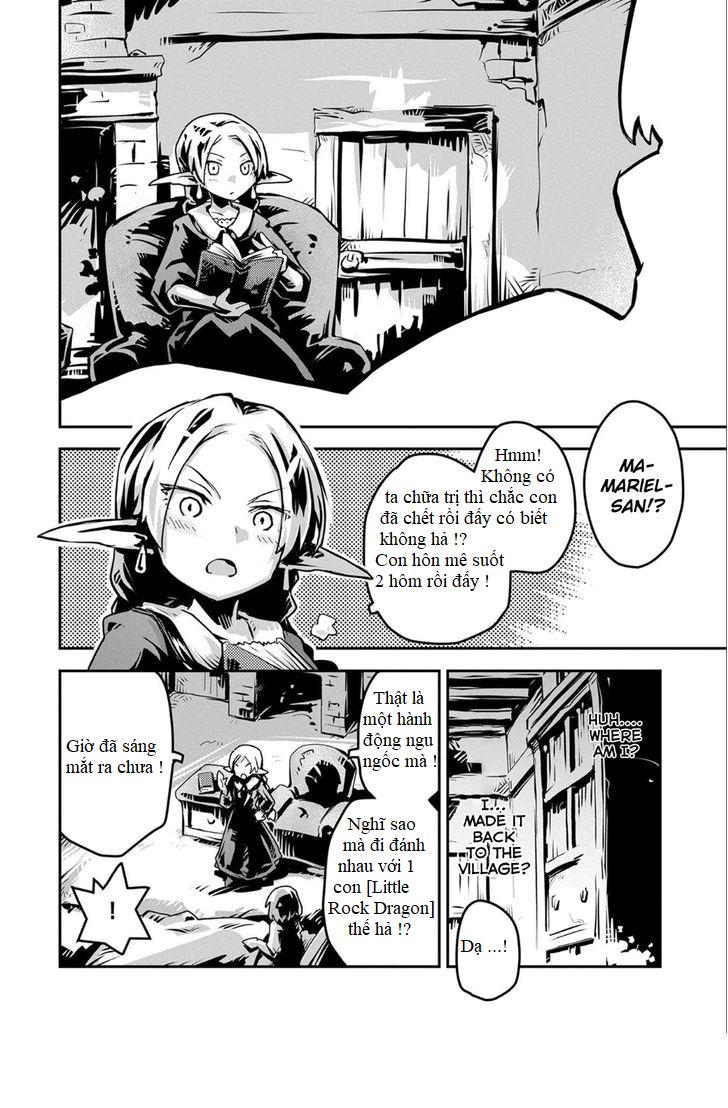 MA-
MARIEL-
SAN!?
Hmm!
Không có
ta chữa trị thì chắc con
đã chết rồi đấy có biết
không hả !?
Con hôn mê suốt
2 hôm rồi đấy !
HUH....
WHERE
AM I?
I...
MADE IT
BACK
TO THE
VILLAGE?
Dạ ...!
Thật là
một hành
động ngu
ngốc mà !
Nghĩ sao
mà đi đánh
nhau với 1
con [Little
Rock Dragon]
thế hả !?
Giờ đã sáng
mắt ra chưa !
!